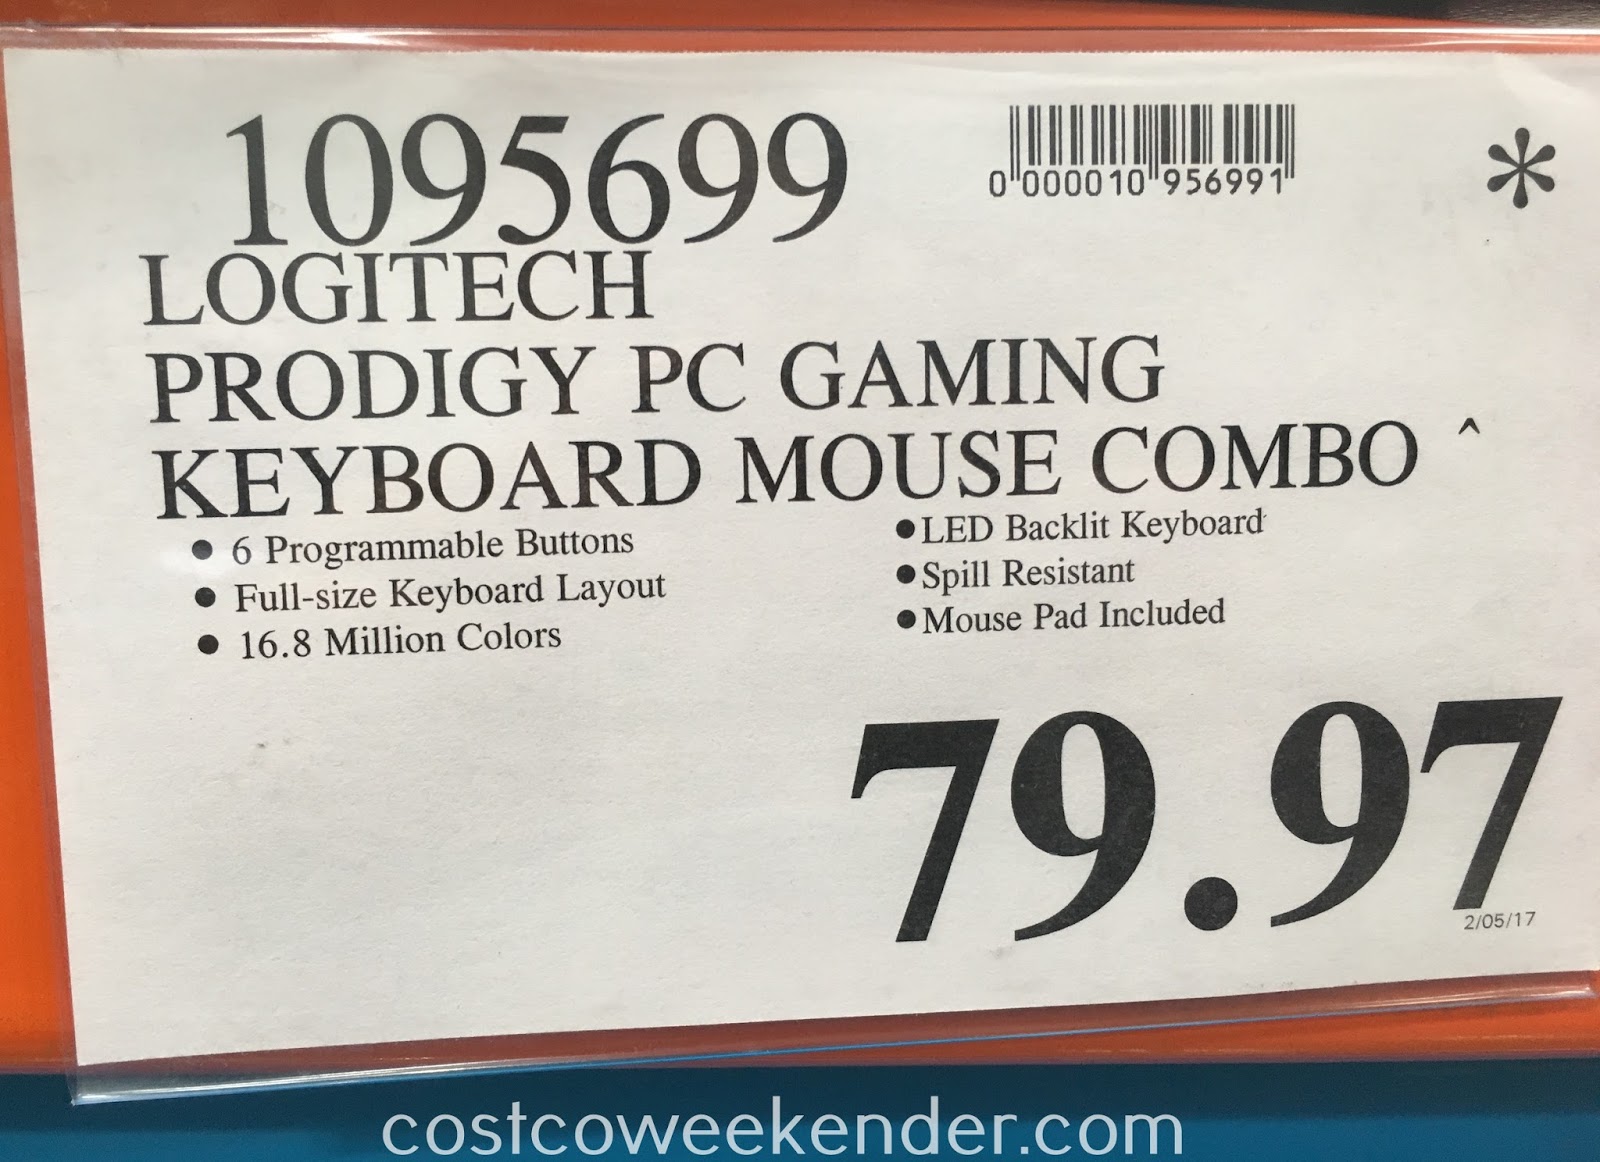 1095699
0 000010 956991
*
LOGITECH
PRODIGY PC GAMING
KEYBOARD MOUSE COMBO ^
• 6 Programmable Buttons
• Full-size Keyboard Layout
• 16.8 Million Colors
• LED Backlit Keyboard
• Spill Resistant
• Mouse Pad Included
79.97
2/05/17
costcoweekender.com